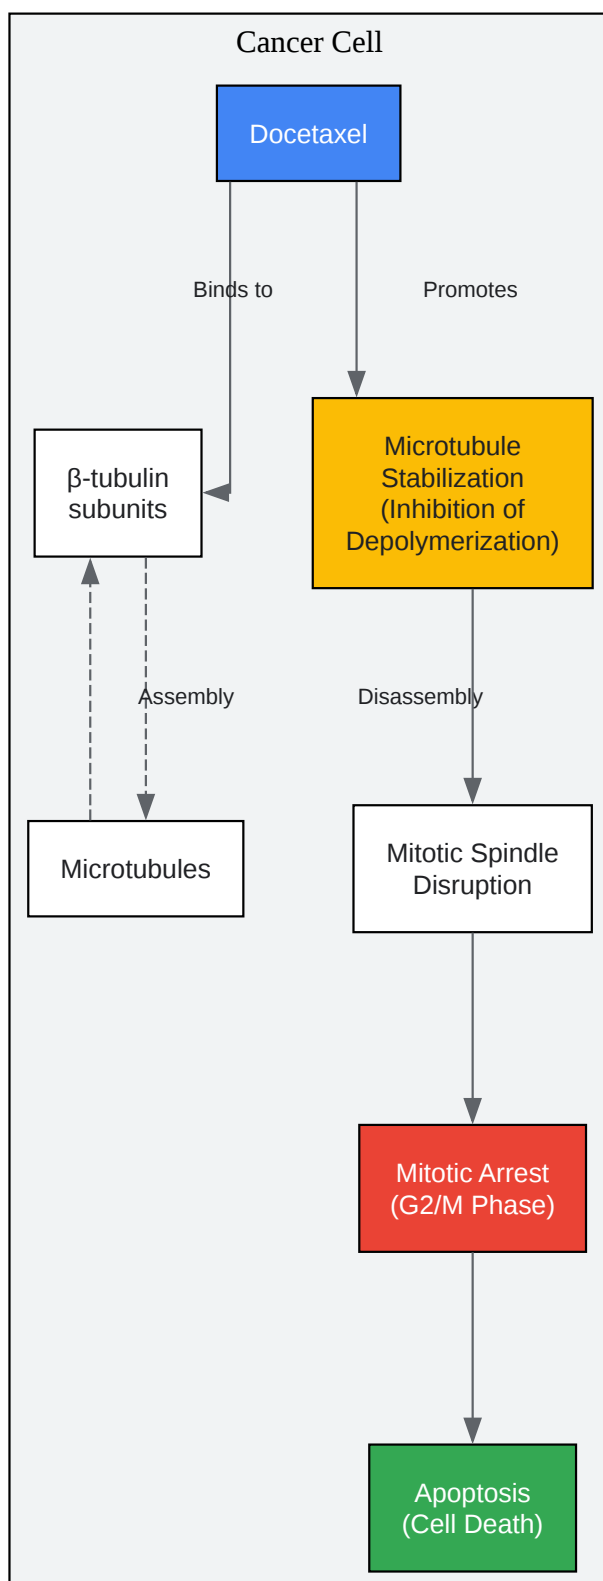 Cancer Cell
Docetaxel
Binds to
Promotes
Microtubule
Stabilization
(Inhibition of
Depolymerization)
β-tubulin
subunits
Assembly
Disassembly
Microtubules
Mitotic Spindle
Disruption
Mitotic Arrest
(G2/M Phase)
Apoptosis
(Cell Death)